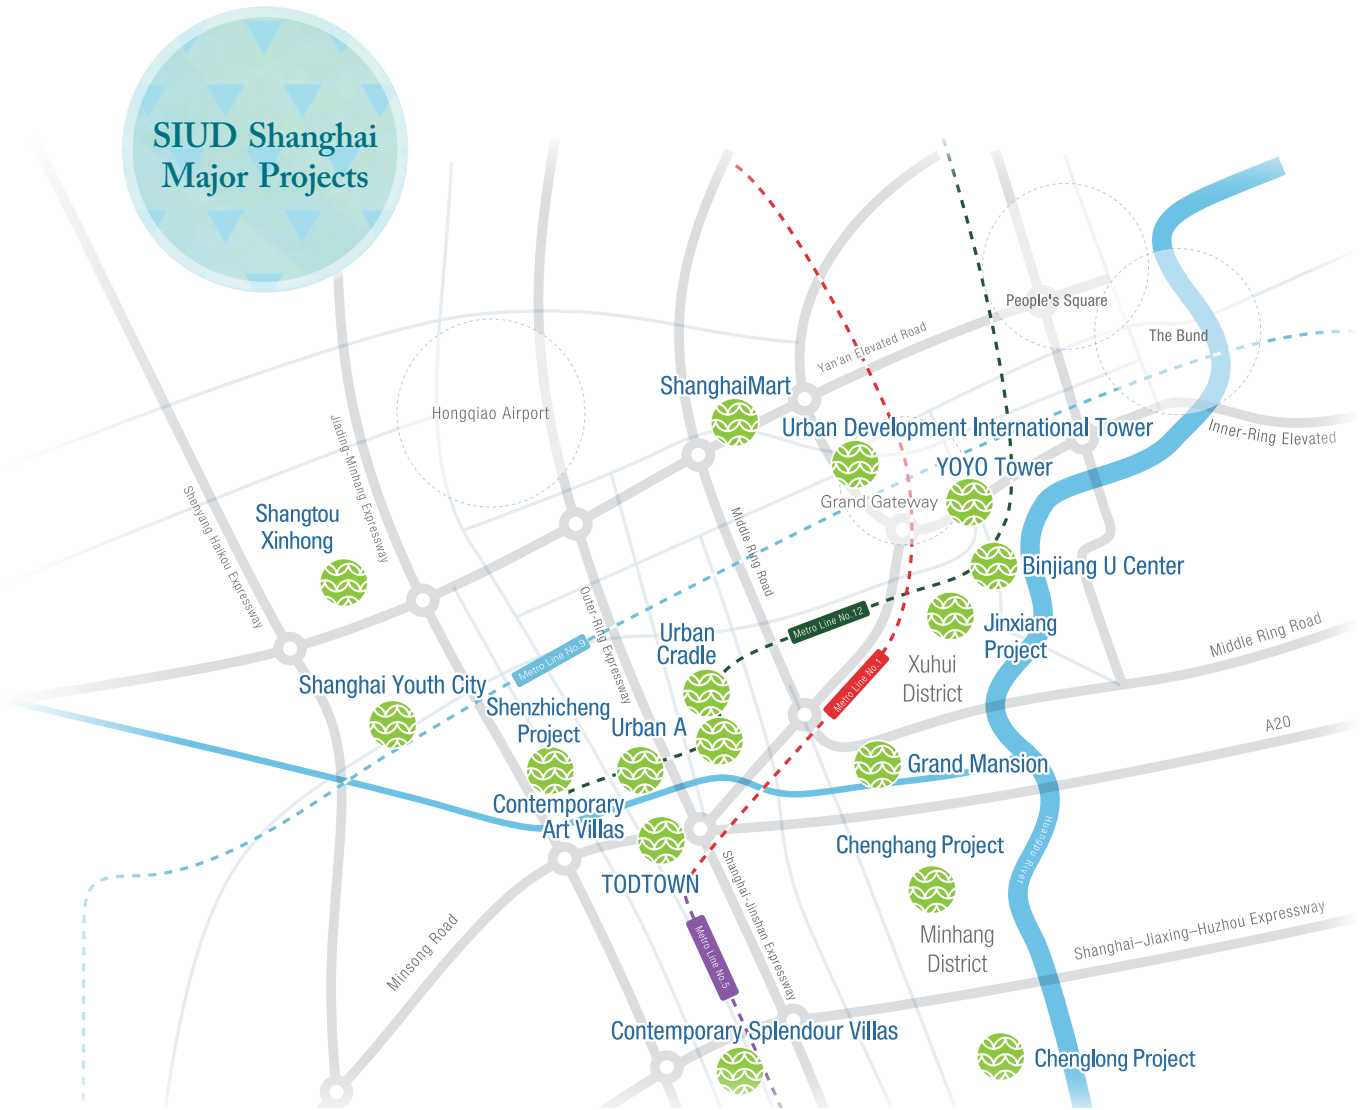 SIUD Shanghai
Major Projects
People's Square
The Bund
Yan'an Elevated Road
ShanghaiMart
Hongqiao Airport
Inner-Ring Elevated
Urban Development International Tower
YOYO Tower
Grand Gateway
Jiading-Minhang Expressway
Shenyang Haikou Expressway
Shangtou
Xinhong
Middle Ring Road
Binjiang U Center
Outer-Ring Expressway
Metro Line No.12
Jinxiang
Project
Middle Ring Road
Urban
Cradle
Metro Line No.9
Metro Line No.1
Xuhui
District
Shanghai Youth City
Shenzhicheng
Project
Urban A
A20
Grand Mansion
Contemporary
Art Villas
Huangpu River
Chenghang Project
TODTOWN
Shanghai-Jinshan Expressway
Minsong Road
Metro Line No.5
Minhang
District
Shanghai–Jiaxing–Huzhou Expressway
Contemporary Splendour Villas
Chenglong Project